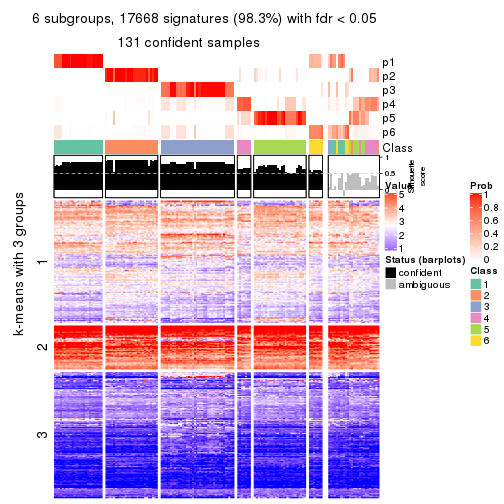 6 subgroups, 17668 signatures (98.3%) with fdr < 0.05
131 confident samples
p1
p2
p3
p4
p5
p6
Class
1
0.5
0
Silhouette
score
k-means with 3 groups
1
2
3
Value
5
4
3
2
1
Status (barplots)
confident
ambiguous
Prob
1
0.8
0.6
0.4
0.2
0
Class
1
2
3
4
5
6